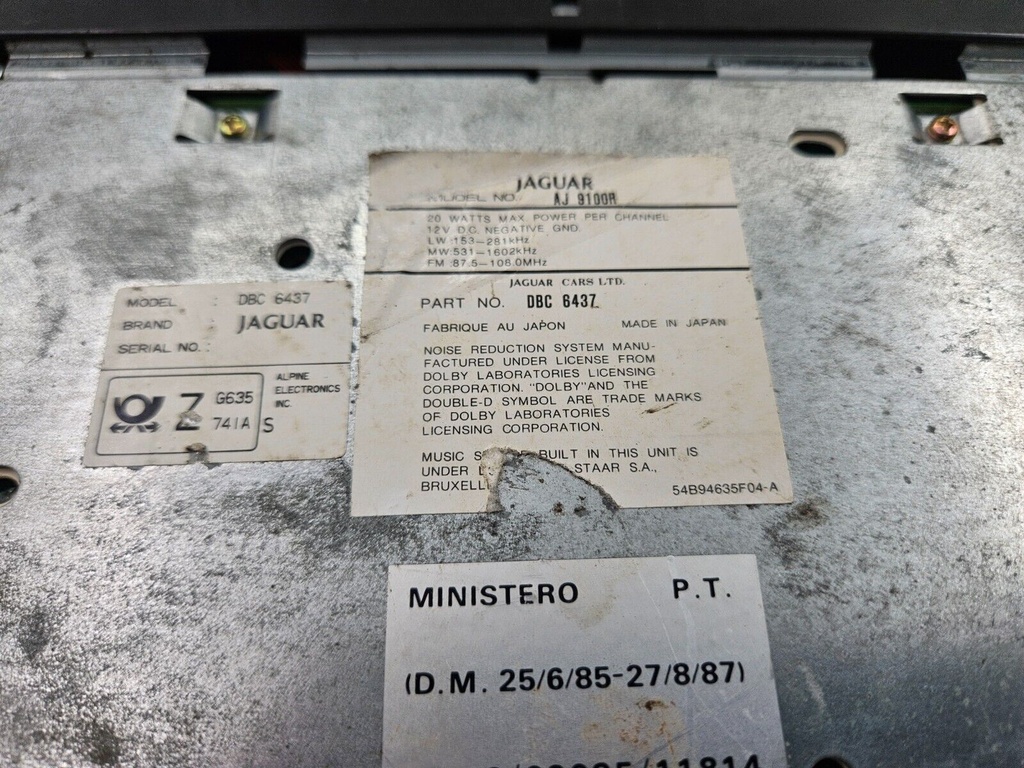 JAGUAR
MODEL NO. AJ 9100R
20 WATTS MAX POWER PER CHANNEL
12V D.C. NEGATIVE GND.
LW:153-281kHz
MW:531-1602kHz
FM:87.5-108.0MHz
JAGUAR CARS LTD.
PART NO. DBC 6437
FABRIQUE AU JAPON MADE IN JAPAN
NOISE REDUCTION SYSTEM MANU-
FACTURED UNDER LICENSE FROM
DOLBY LABORATORIES LICENSING
CORPORATION. "DOLBY"AND THE
DOUBLE-D SYMBOL ARE TRADE MARKS
OF DOLBY LABORATORIES
LICENSING CORPORATION.
MUSIC BUILT IN THIS UNIT IS
UNDER STAAR S.A.,
54B94635F04-A
MODEL : DBC 6437
BRAND JAGUAR
SERIAL NO. :
Z G635
741A S
ALPINE
ELECTRONICS
INC.
MINISTERO P.T.
(D.M. 25/6/85-27/8/87)